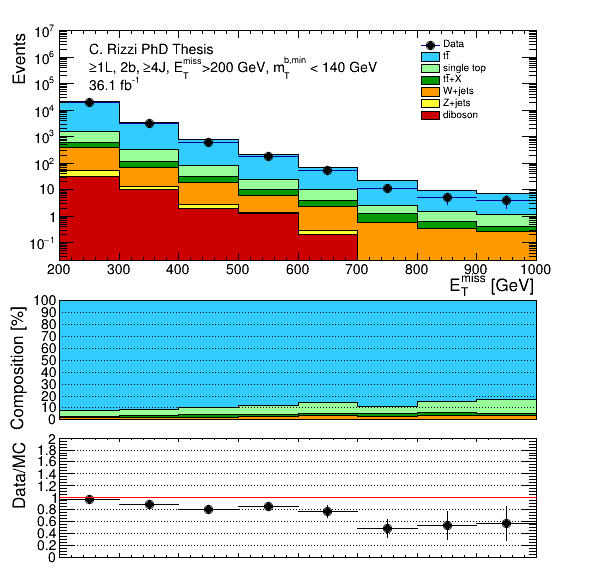 Events
10^7
10^6
10^5
10^4
10^3
10^2
10
1
10^−1
C. Rizzi PhD Thesis
≥1L, 2b, ≥4J, E_T^miss>200 GeV, m_T^b,min < 140 GeV
36.1 fb^-1
Data
tt̄
single top
tt̄+X
W+jets
Z+jets
diboson
200 300 400 500 600 700 800 900 1000
E_T^miss [GeV]
Composition [%]
100
90
80
70
60
50
40
30
20
10
0
Data/MC
2
1.8
1.6
1.4
1.2
1
0.8
0.6
0.4
0.2
0